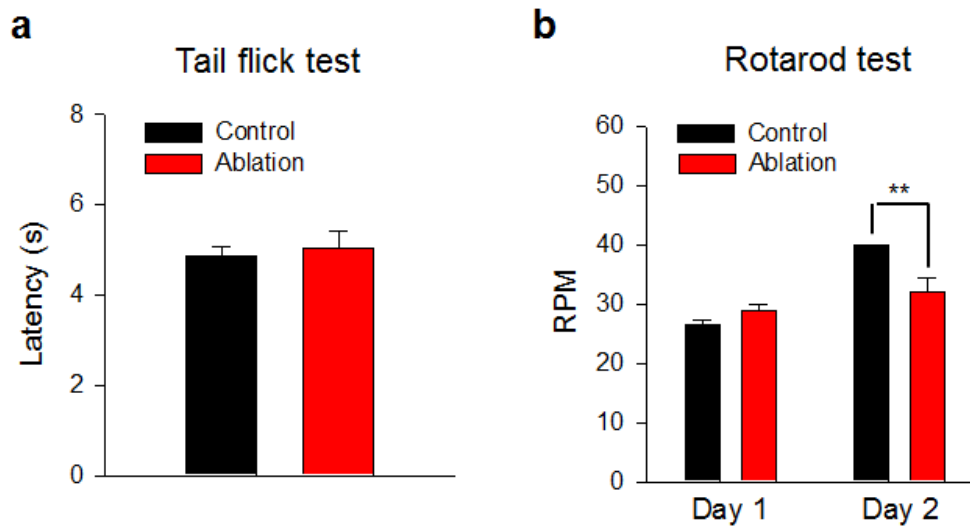 a
Tail flick test
8
6
4
2
0
Latency (s)
Control
Ablation
b
Rotarod test
60
50
40
30
20
10
0
RPM
Control
Ablation
**
Day 1
Day 2